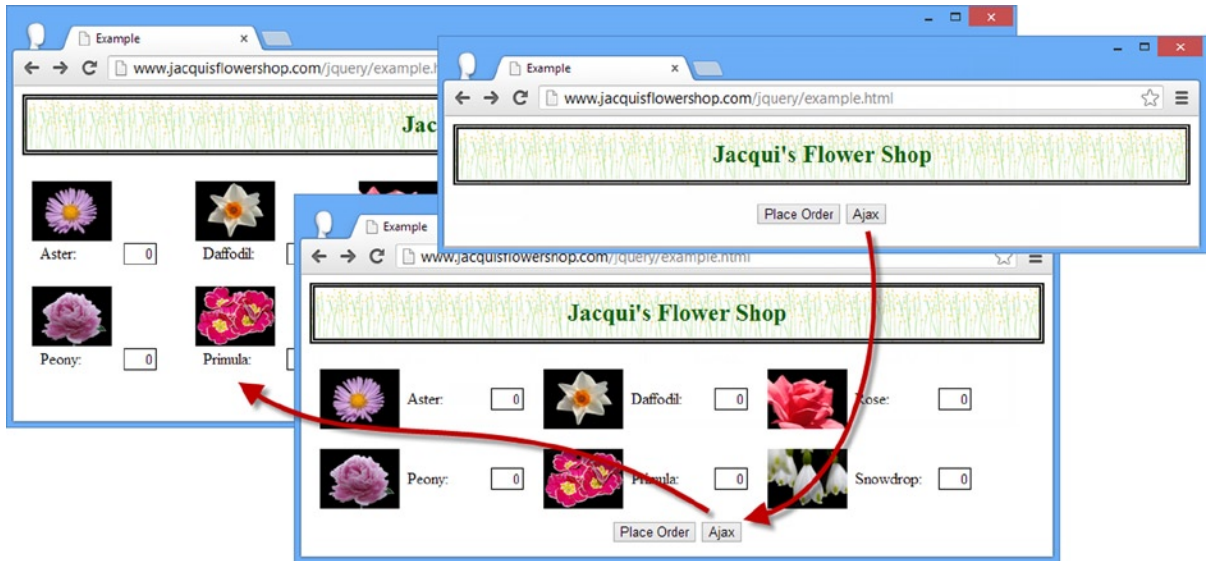 Example
www.jacquisflowershop.com/jquery/example.h
Jac
Aster: 0
Daffodil:
Peony: 0
Primula:
Example
www.jacquisflowershop.com/jquery/example.html
Jacqui's Flower Shop
Place Order Ajax
Example
www.jacquisflowershop.com/jquery/example.html
Jacqui's Flower Shop
Aster: 0 Daffodil: 0 Rose: 0
Peony: 0 Primula: 0 Snowdrop: 0
Place Order Ajax